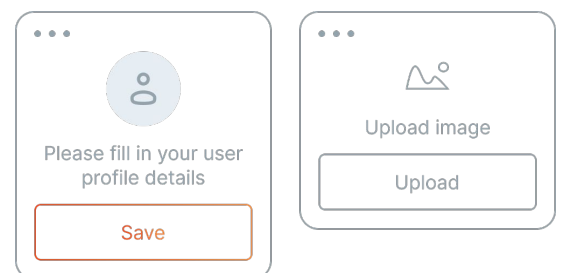 Please fill in your user
profile details
Save
Upload image
Upload